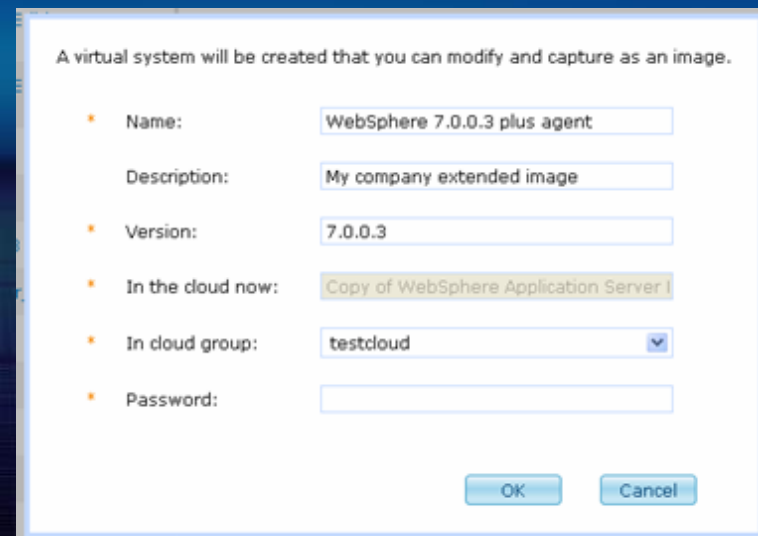 A virtual system will be created that you can modify and capture as an image.
* Name: WebSphere 7.0.0.3 plus agent
Description: My company extended image
* Version: 7.0.0.3
* In the cloud now: Copy of WebSphere Application Server
* In cloud group: testcloud
* Password:
OK Cancel